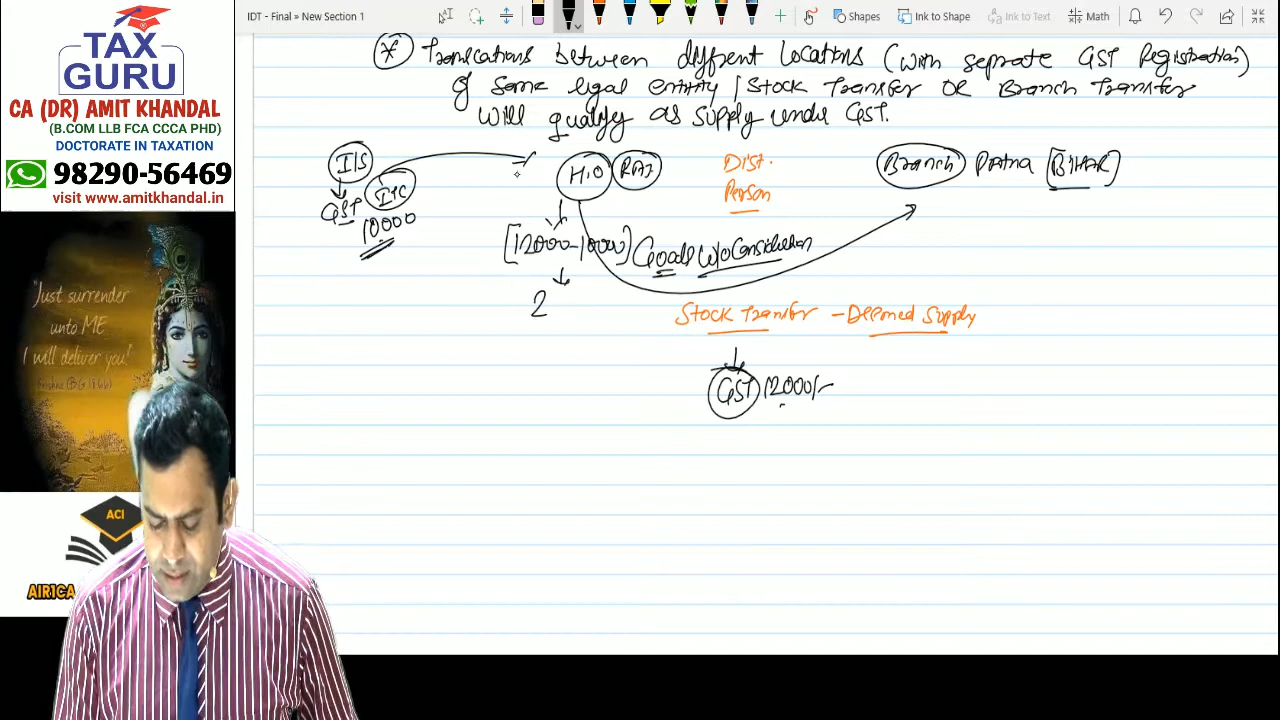 IDT - Final » New Section 1
Shapes
Ink to Shape
Ink to Text
Math
TAX
GURU
CA (DR) AMIT KHANDAL
(B.COM LLB FCA CCCA PHD)
DOCTORATE IN TAXATION
98290-56469
visit www.amitkhandal.in
"Just surrender
unto ME
I will deliver you!"
ACI
AIR1CA
* Transcations between diffrent locations (with seprate GST Registration)
of same legal entity / Stock Transfer OR Branch Transfer
will qualify as supply under GST.
I/S
GST
ITC
10000
H.O
RAJ
Dist.
Person
Branch
Patna [BIHAR]
[12000-10000]
2
Goods w/o Consideration
Stock Transfer - Deemed Supply
GST 12000/-